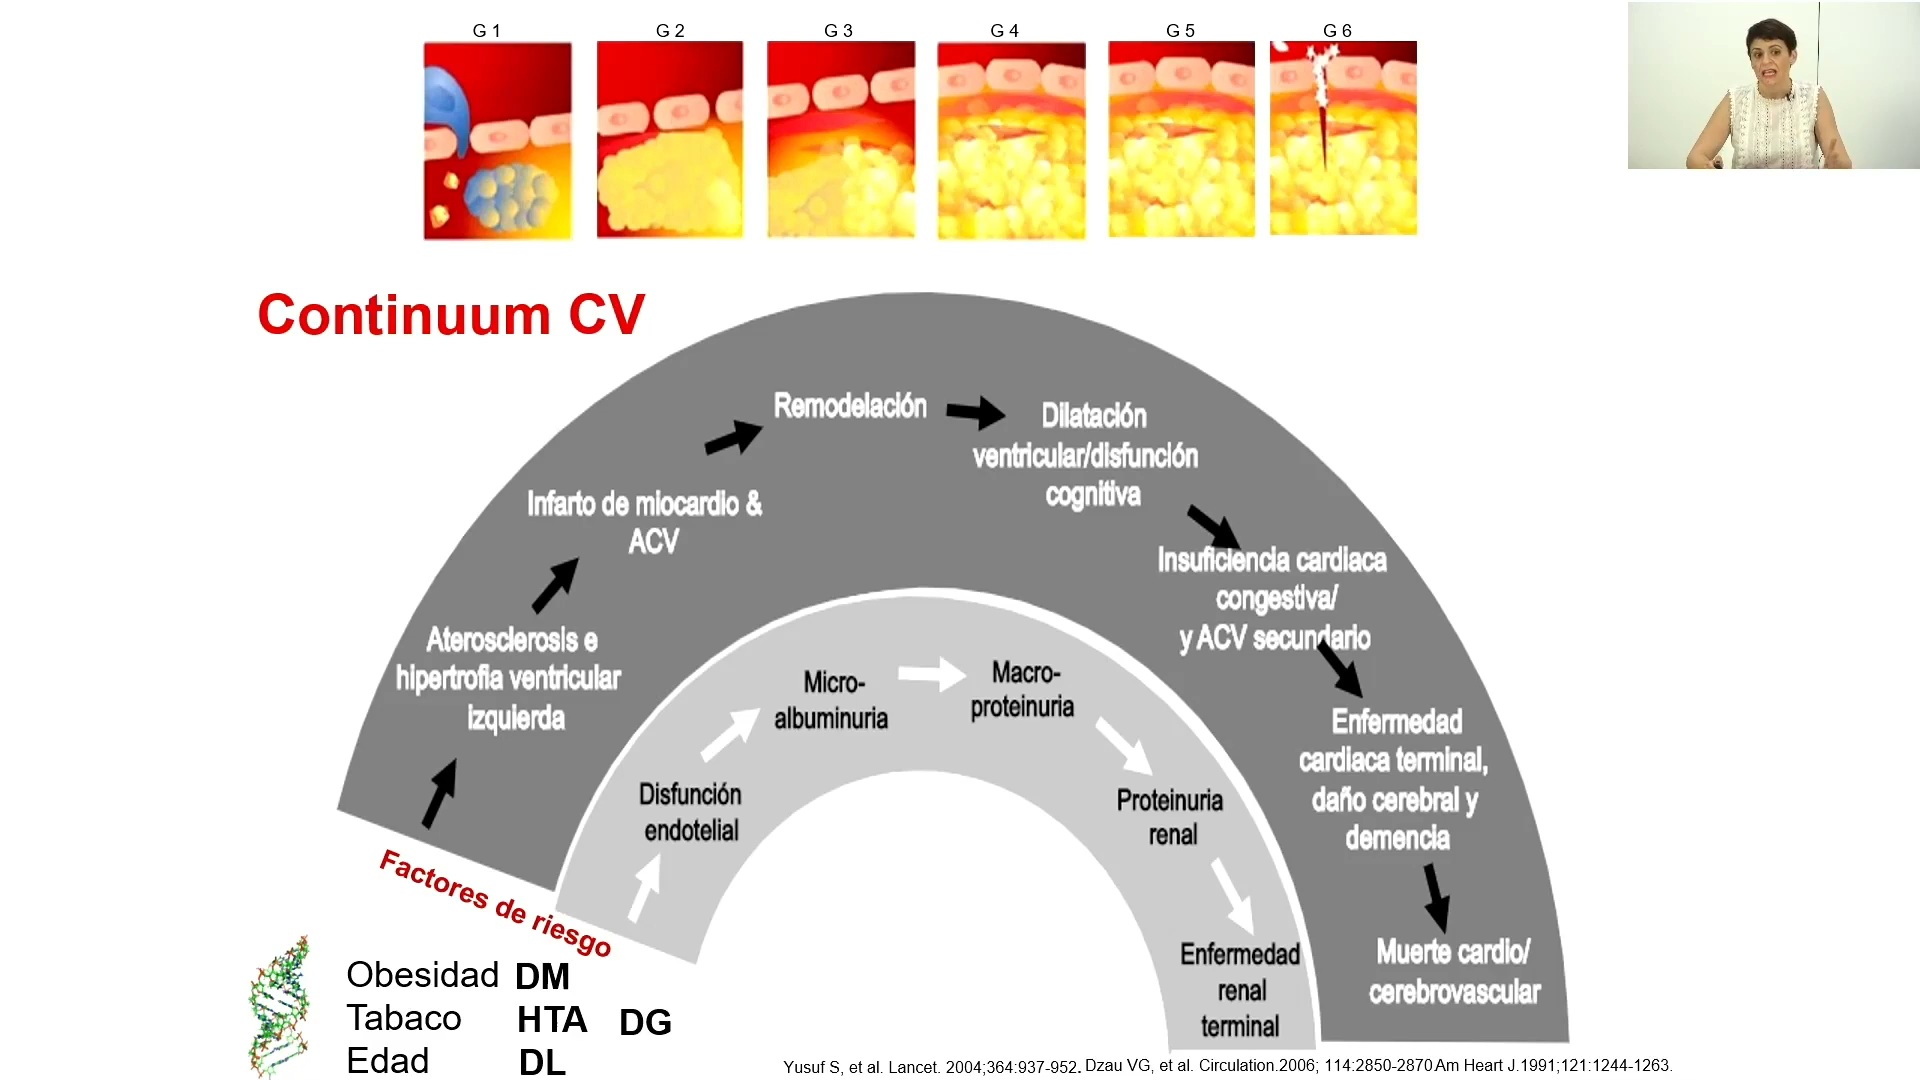 G 1
G 2
G 3
G 4
G 5
G 6
Continuum CV
Remodelación
Dilatación
ventricular/disfunción
cognitiva
Infarto de miocardio &
ACV
Insuficiencia cardiaca
congestiva/
y ACV secundario
Aterosclerosis e
hipertrofia ventricular
izquierda
Enfermedad
cardiaca terminal,
daño cerebral y
demencia
Muerte cardio/
cerebrovascular
Micro-
albuminuria
Macro-
proteinuria
Disfunción
endotelial
Proteinuria
renal
Enfermedad
renal
terminal
Factores de riesgo
Obesidad DM
Tabaco HTA DG
Edad DL
Yusuf S, et al. Lancet. 2004;364:937-952. Dzau VG, et al. Circulation.2006; 114:2850-2870 Am Heart J.1991;121:1244-1263.